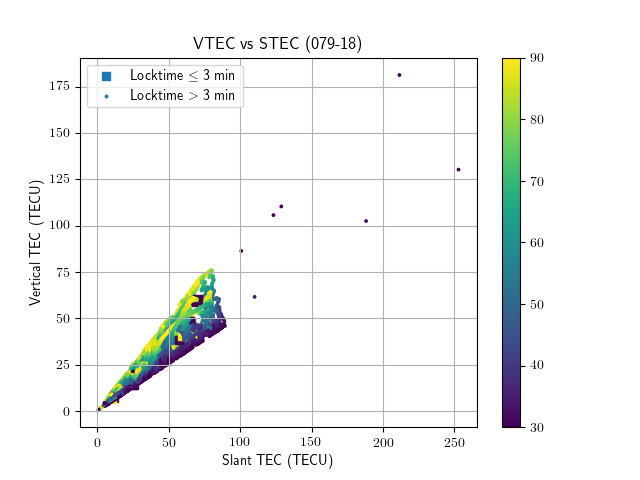 VTEC vs STEC (079-18)
Locktime ≤ 3 min
Locktime > 3 min
Vertical TEC (TECU)
175
150
125
100
75
50
25
0
0 50 100 150 200 250
Slant TEC (TECU)
90
80
70
60
50
40
30